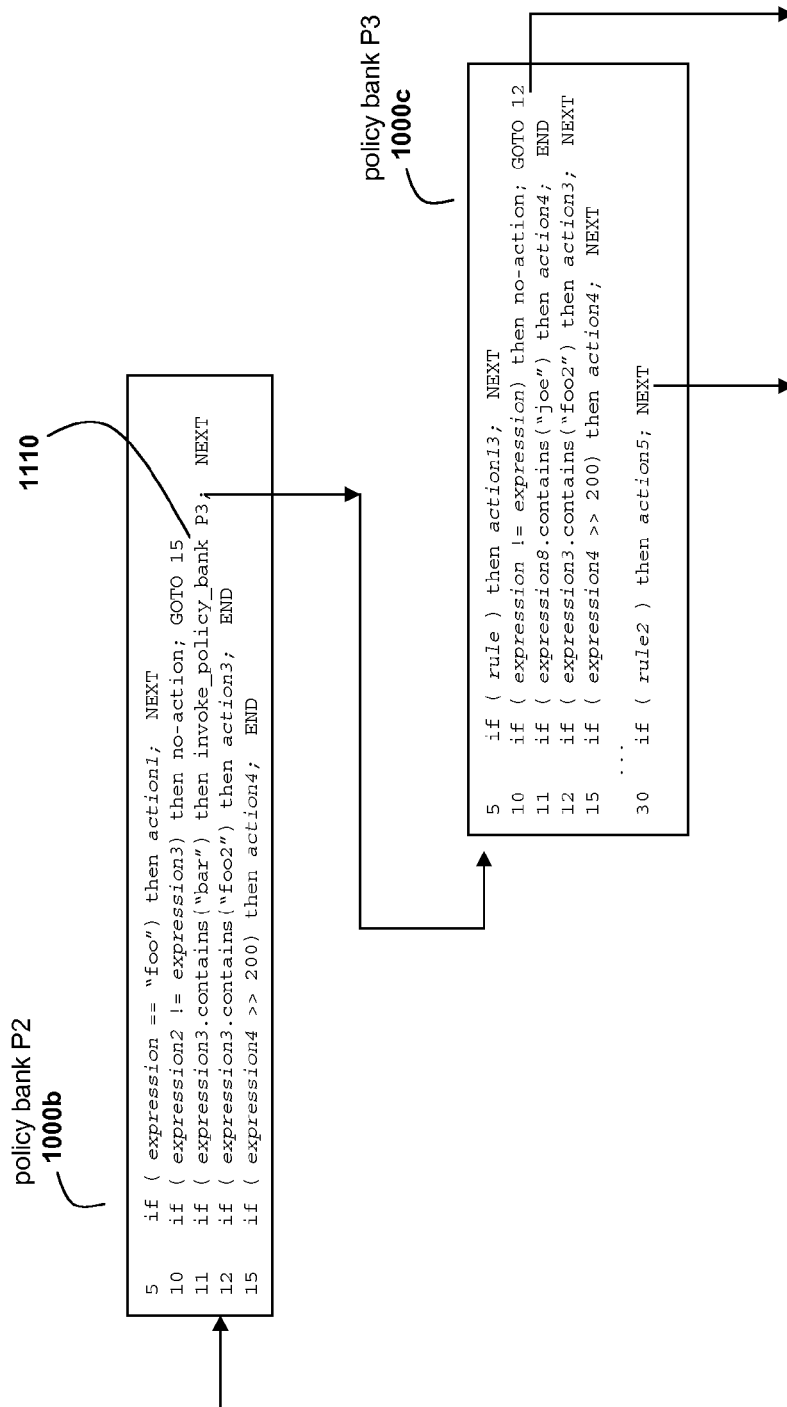 policy bank P2
1000b
1110
5 if ( expression == "foo") then action1; NEXT
10 if ( expression2 != expression3) then no-action; GOTO 15
11 if ( expression3.contains("bar") then invoke_policy_bank P3; NEXT
12 if ( expression3.contains("foo2") then action3; END
15 if ( expression4 >> 200) then action4; END
policy bank P3
1000c
5 if ( rule ) then action13; NEXT
10 if ( expression != expression) then no-action; GOTO 12
11 if ( expression8.contains("joe") then action4; END
12 if ( expression3.contains("foo2") then action3; NEXT
15 if ( expression4 >> 200) then action4; NEXT
...
30 if ( rule2 ) then action5; NEXT